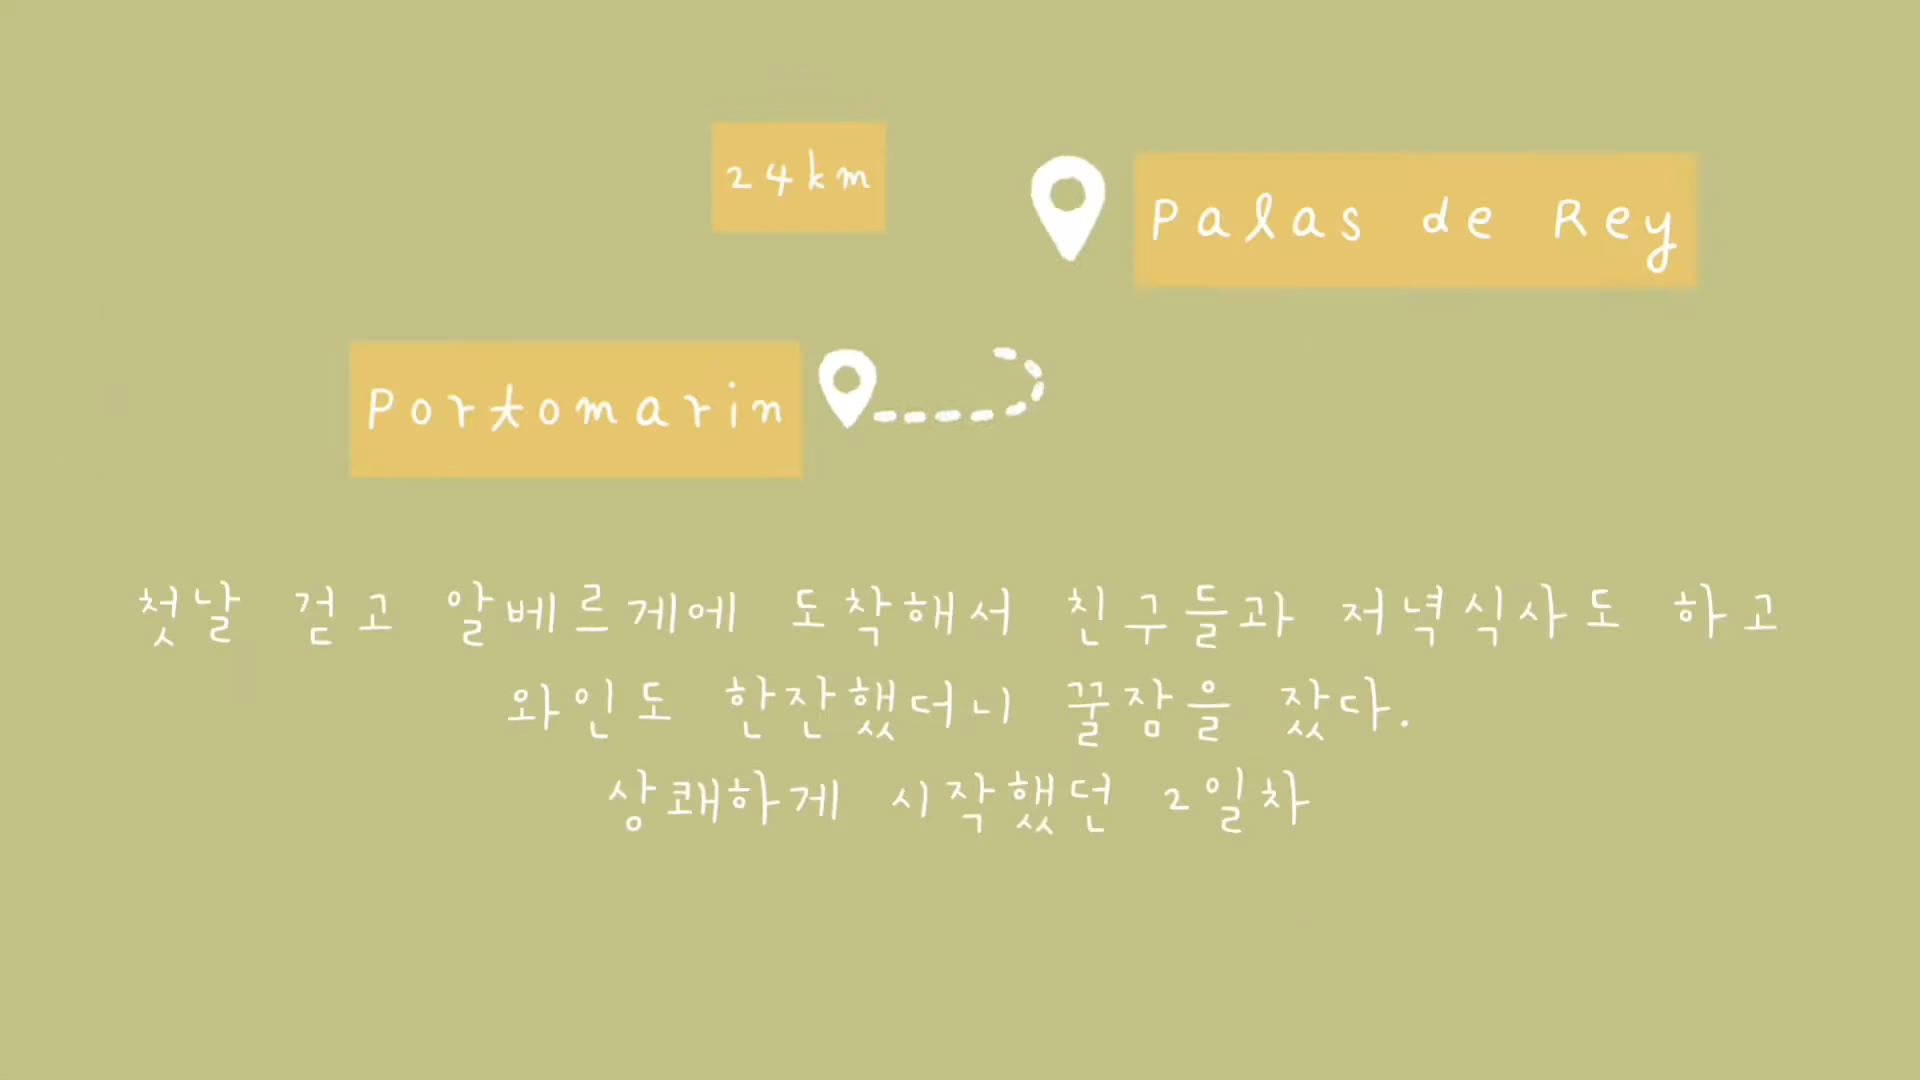 24km
Palas de Rey
Portomarin
첫날 걷고 알베르게에 도착해서 친구들과 저녁식사도 하고
와인도 한잔했더니 꿀잠을 잤다.
상쾌하게 시작했던 2일차